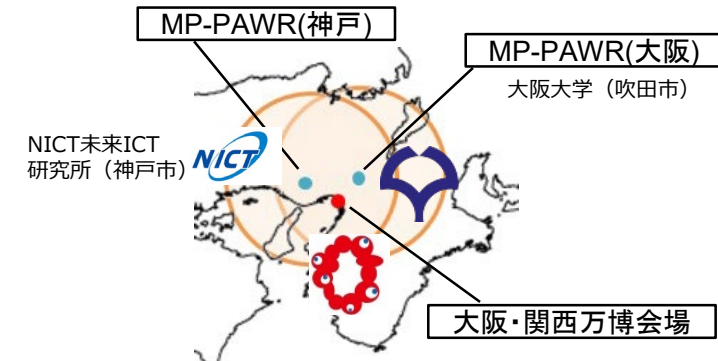 MP-PAWR(神戸)
MP-PAWR(大阪)
大阪大学（吹田市）
NICT未来ICT
研究所（神戸市）
NICT
大阪・関西万博会場